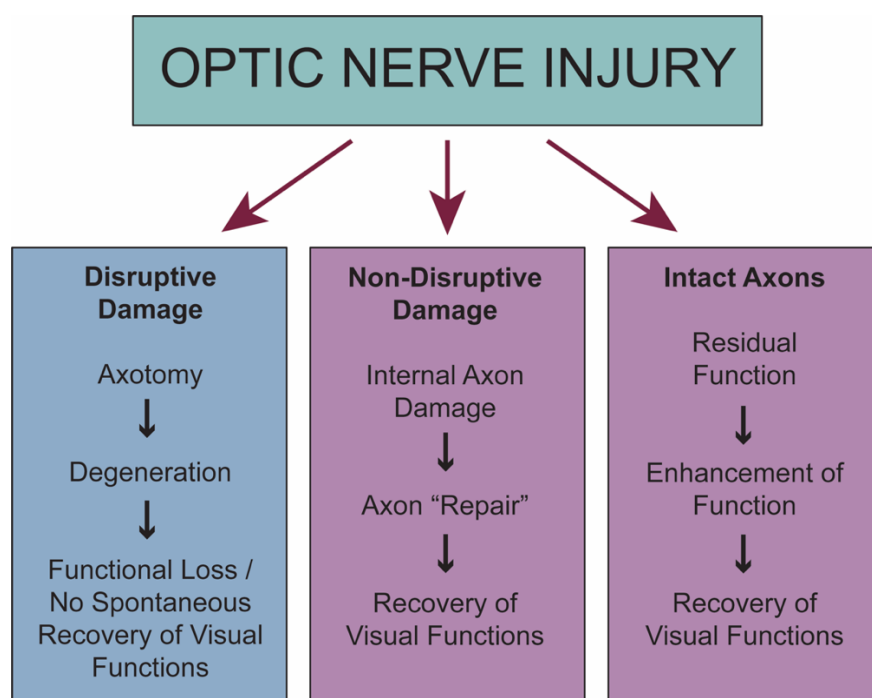 OPTIC NERVE INJURY
Disruptive
Damage
Axotomy
Degeneration
Functional Loss /
No Spontaneous
Recovery of Visual
Functions
Non-Disruptive
Damage
Internal Axon
Damage
Axon “Repair”
Recovery of
Visual Functions
Intact Axons
Residual
Function
Enhancement of
Function
Recovery of
Visual Functions